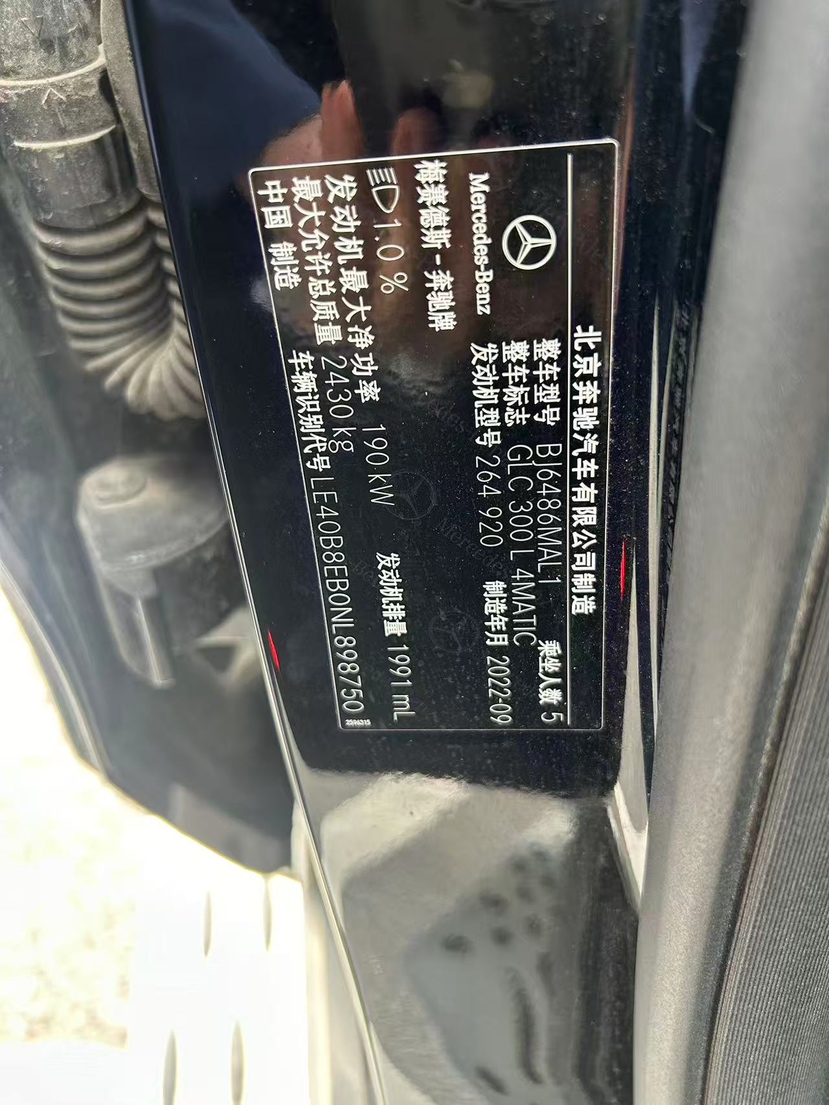 北京奔驰汽车有限公司制造
整车型号 BJ6486MAL1 乘坐人数 5
整车标志 GLC 300 L 4MATIC
Mercedes-Benz 发动机型号 264 920 制造年月 2022-09
梅赛德斯-奔驰牌
1.0 %
发动机最大净功率 190 kW 发动机排量 1991 mL
最大允许总质量 2430 kg
中国 制造 车辆识别代号 LE40B8EB0NL898750